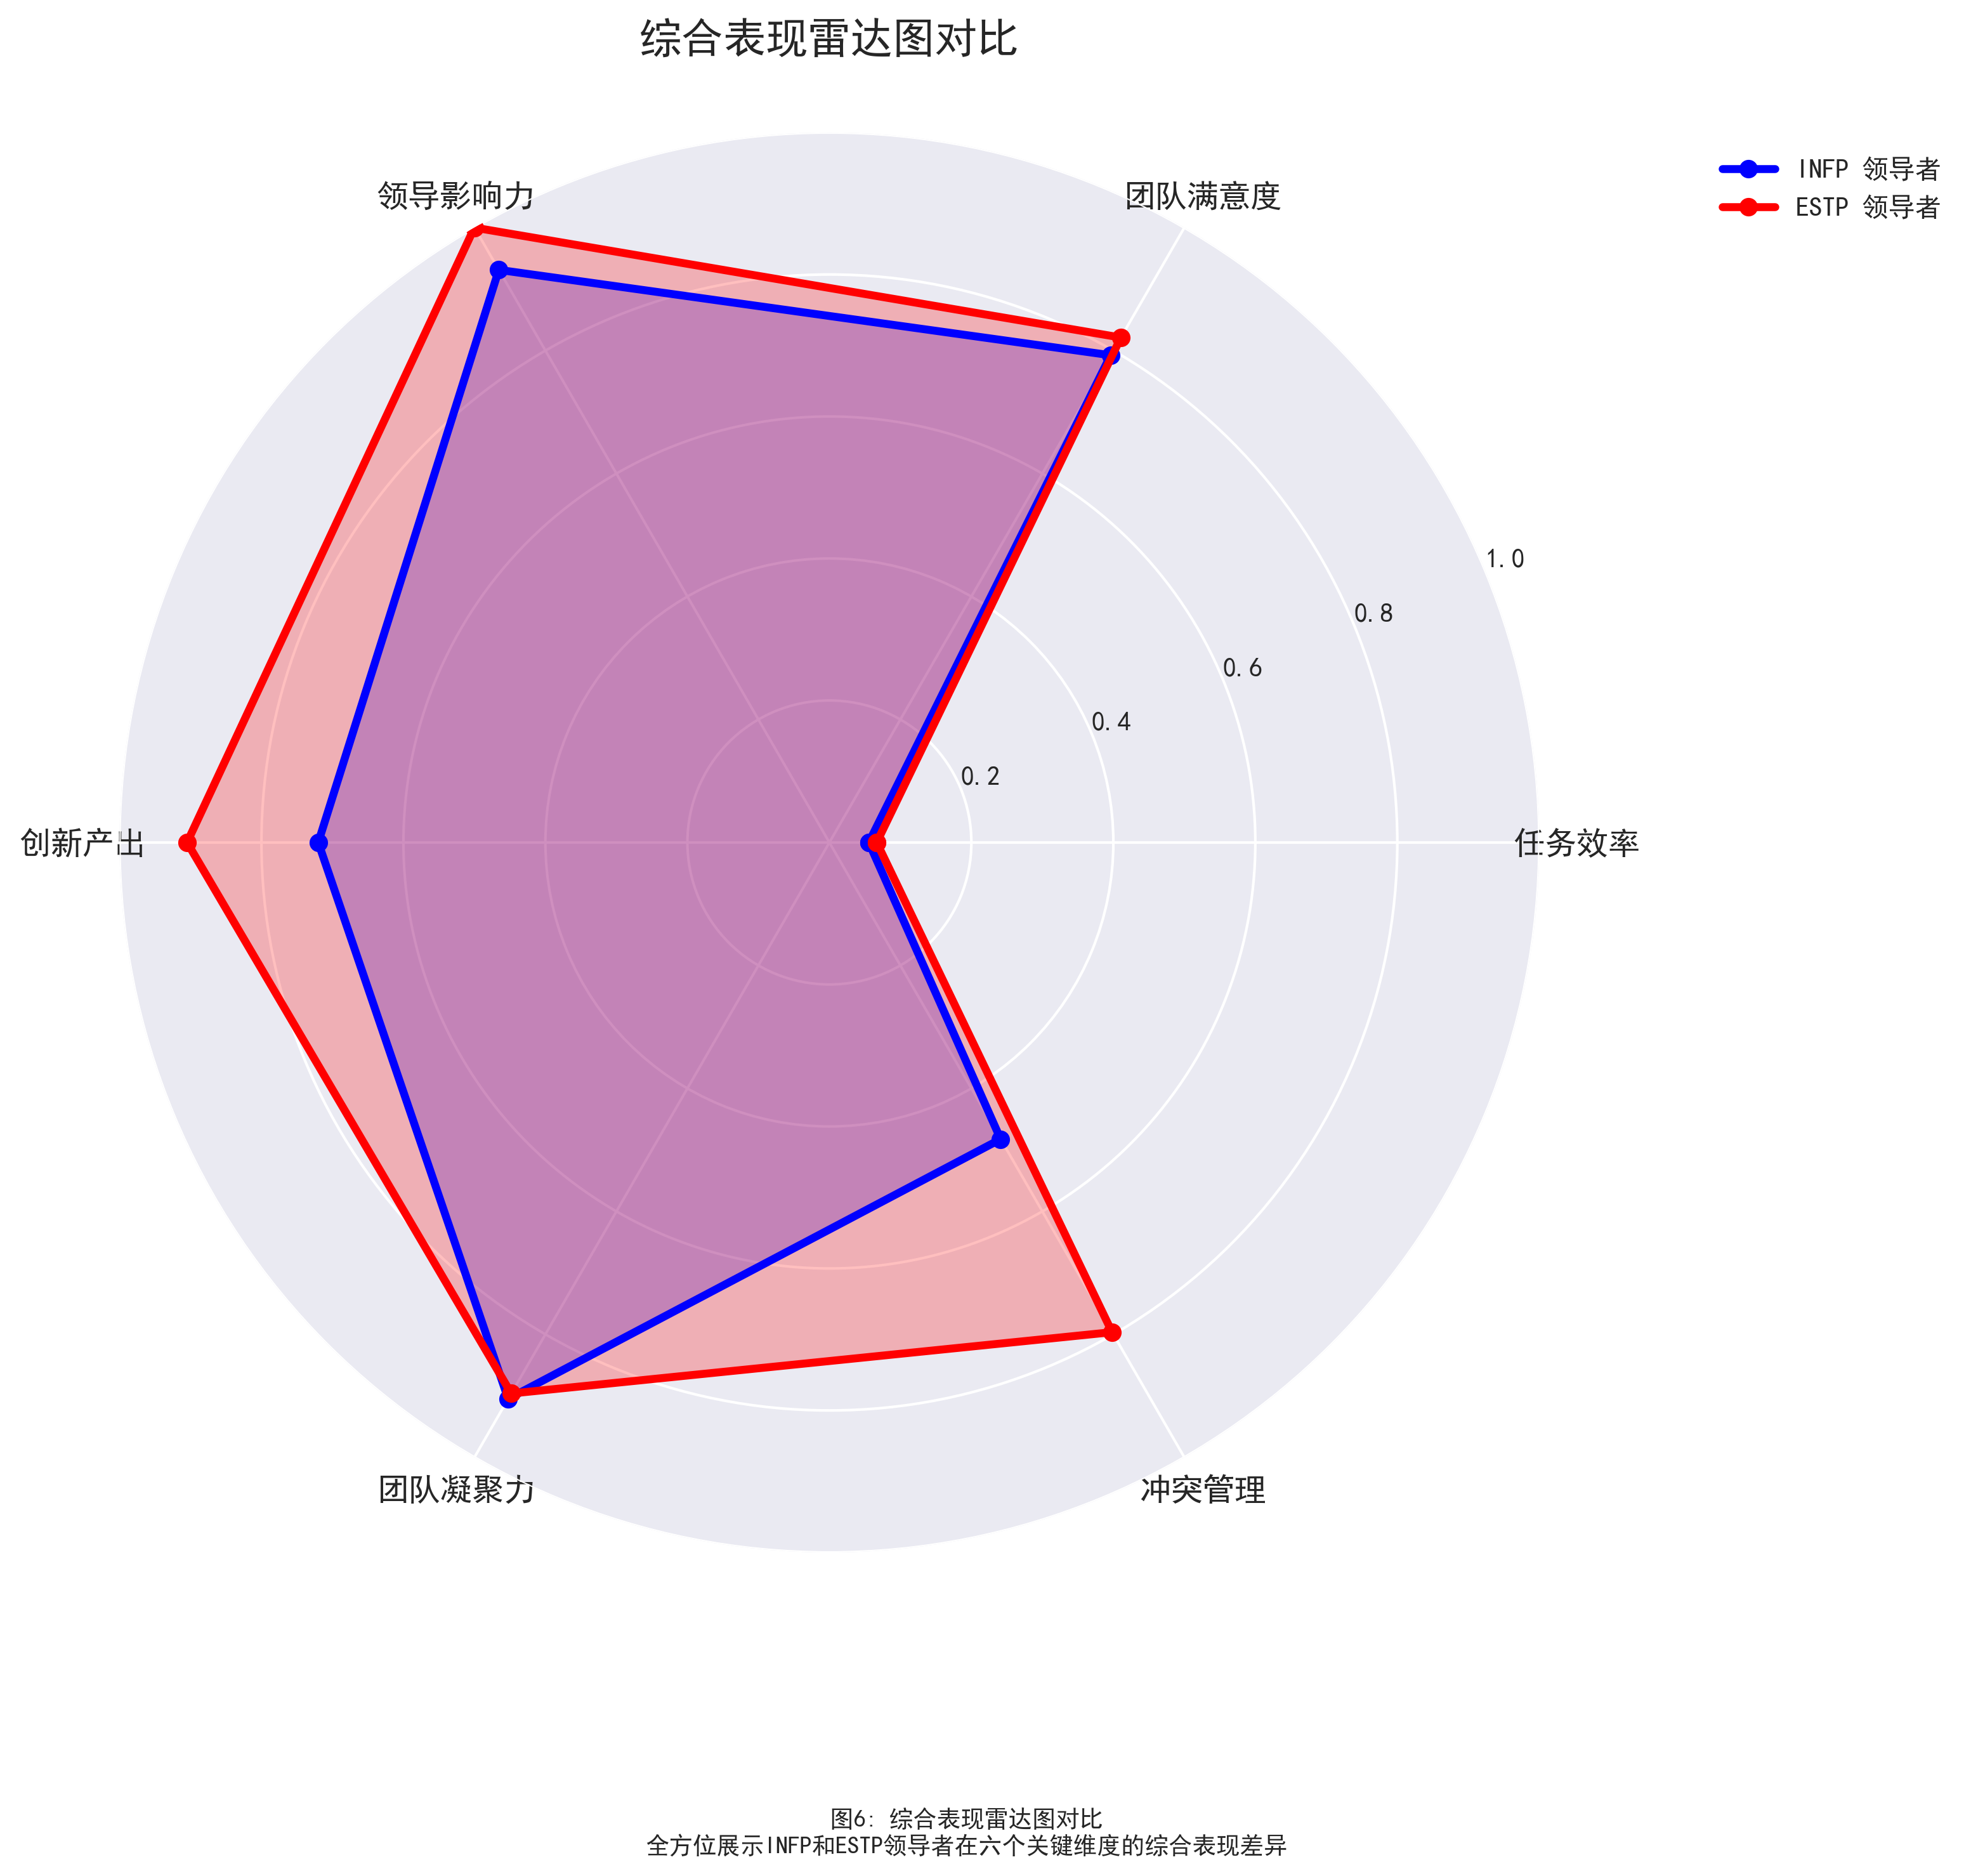 综合表现雷达图对比
INFP 领导者
ESTP 领导者
领导影响力
团队满意度
1.0
0.8
0.6
0.4
0.2
创新产出
任务效率
团队凝聚力
冲突管理
图6: 综合表现雷达图对比
全方位展示INFP和ESTP领导者在六个关键维度的综合表现差异